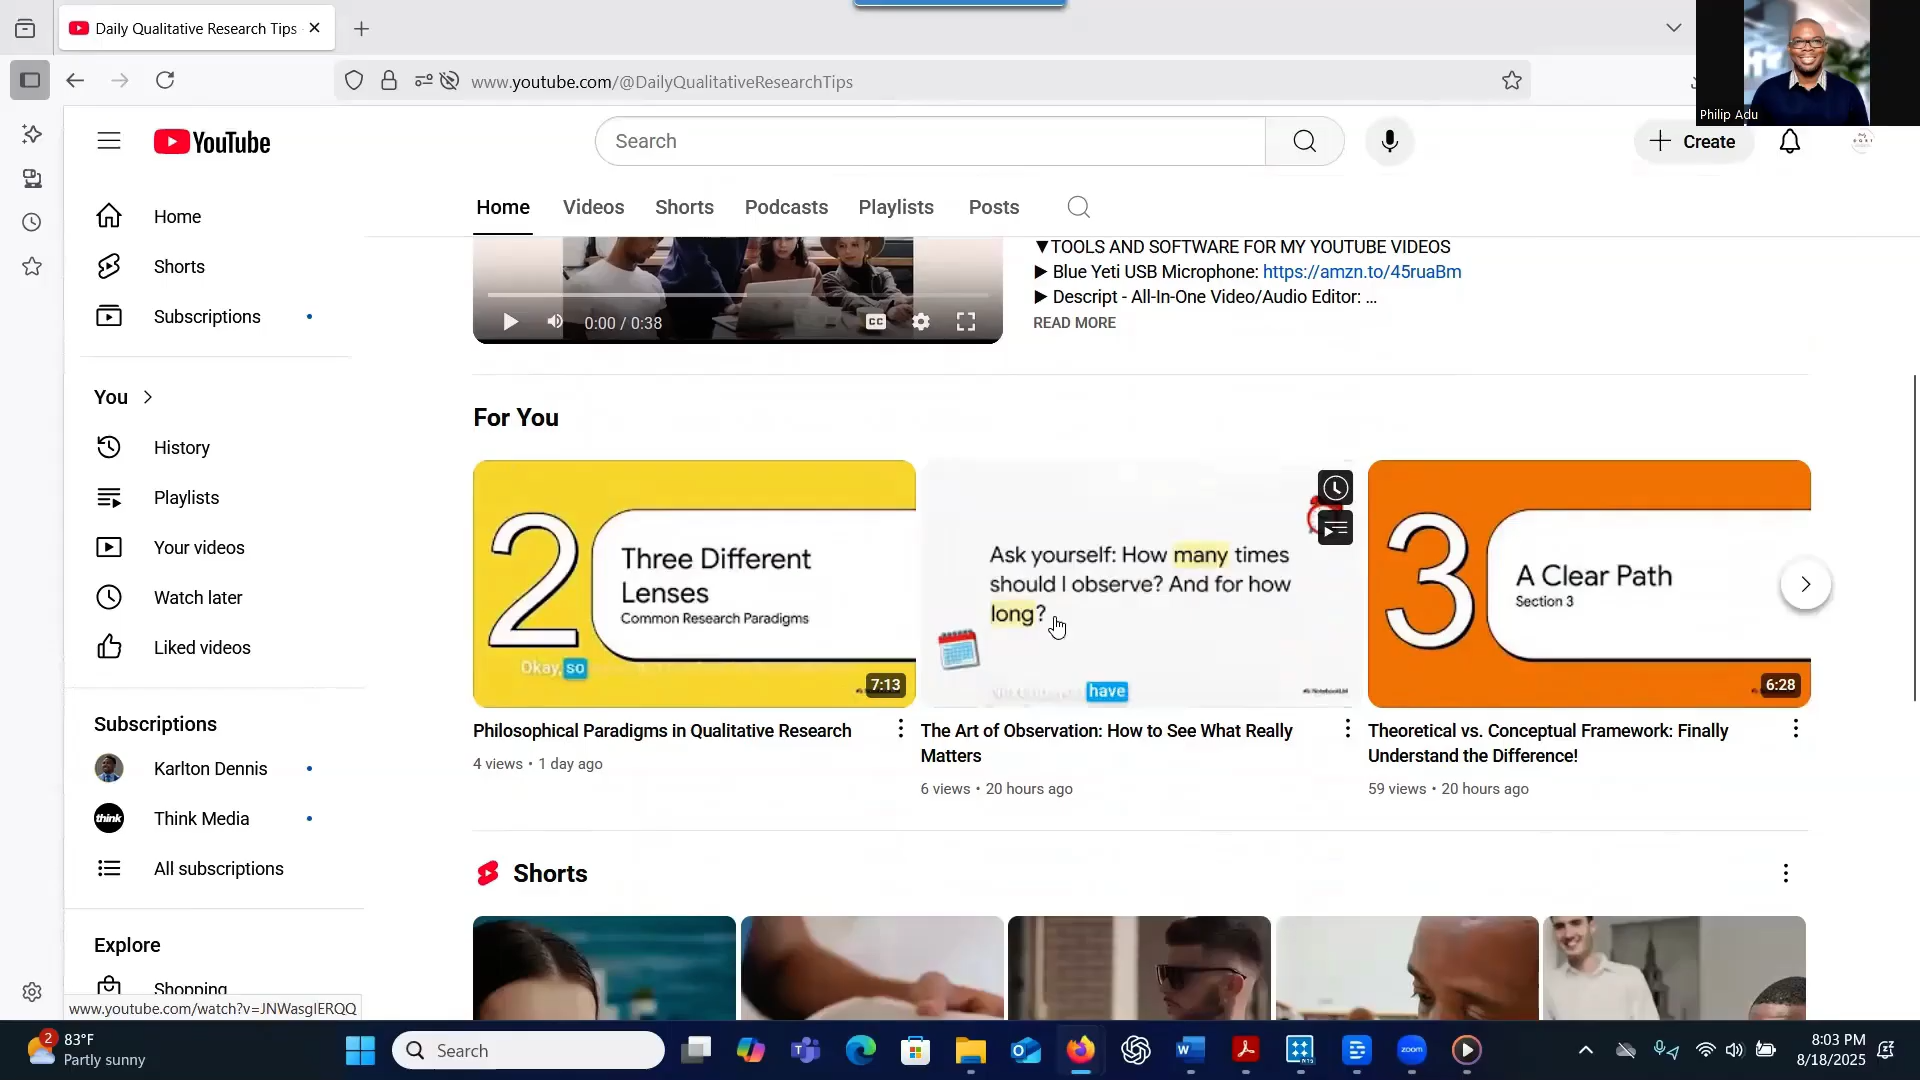 Daily Qualitative Research Tips
www.youtube.com/@DailyQualitativeResearchTips
Philip Adu
YouTube
Search
Create
Home
Videos
Shorts
Podcasts
Playlists
Posts
Home
Shorts
Subscriptions
You
History
Playlists
Your videos
Watch later
Liked videos
Subscriptions
Karlton Dennis
think
Think Media
All subscriptions
Explore
Shopping
www.youtube.com/watch?v=JNWasglERQQ
▼TOOLS AND SOFTWARE FOR MY YOUTUBE VIDEOS
▶ Blue Yeti USB Microphone: https://amzn.to/45ruaBm
▶ Descript - All-In-One Video/Audio Editor: ...
READ MORE
0:00 / 0:38
CC
For You
2
Three Different
Lenses
Common Research Paradigms
Okay, so
7:13
Philosophical Paradigms in Qualitative Research
4 views • 1 day ago
Ask yourself: How many times
should I observe? And for how
long?
have
The Art of Observation: How to See What Really
Matters
6 views • 20 hours ago
3
A Clear Path
Section 3
6:28
Theoretical vs. Conceptual Framework: Finally
Understand the Difference!
59 views • 20 hours ago
Shorts
2
83°F
Partly sunny
Search
zoom
8:03 PM
8/18/2025